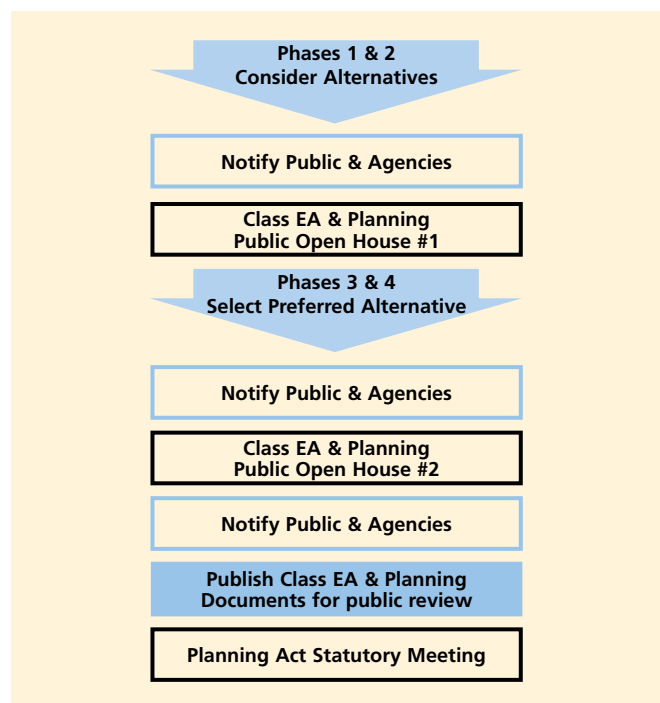 Phases 1 & 2
Consider Alternatives
Notify Public & Agencies
Class EA & Planning
Public Open House #1
Phases 3 & 4
Select Preferred Alternative
Notify Public & Agencies
Class EA & Planning
Public Open House #2
Notify Public & Agencies
Publish Class EA & Planning
Documents for public review
Planning Act Statutory Meeting